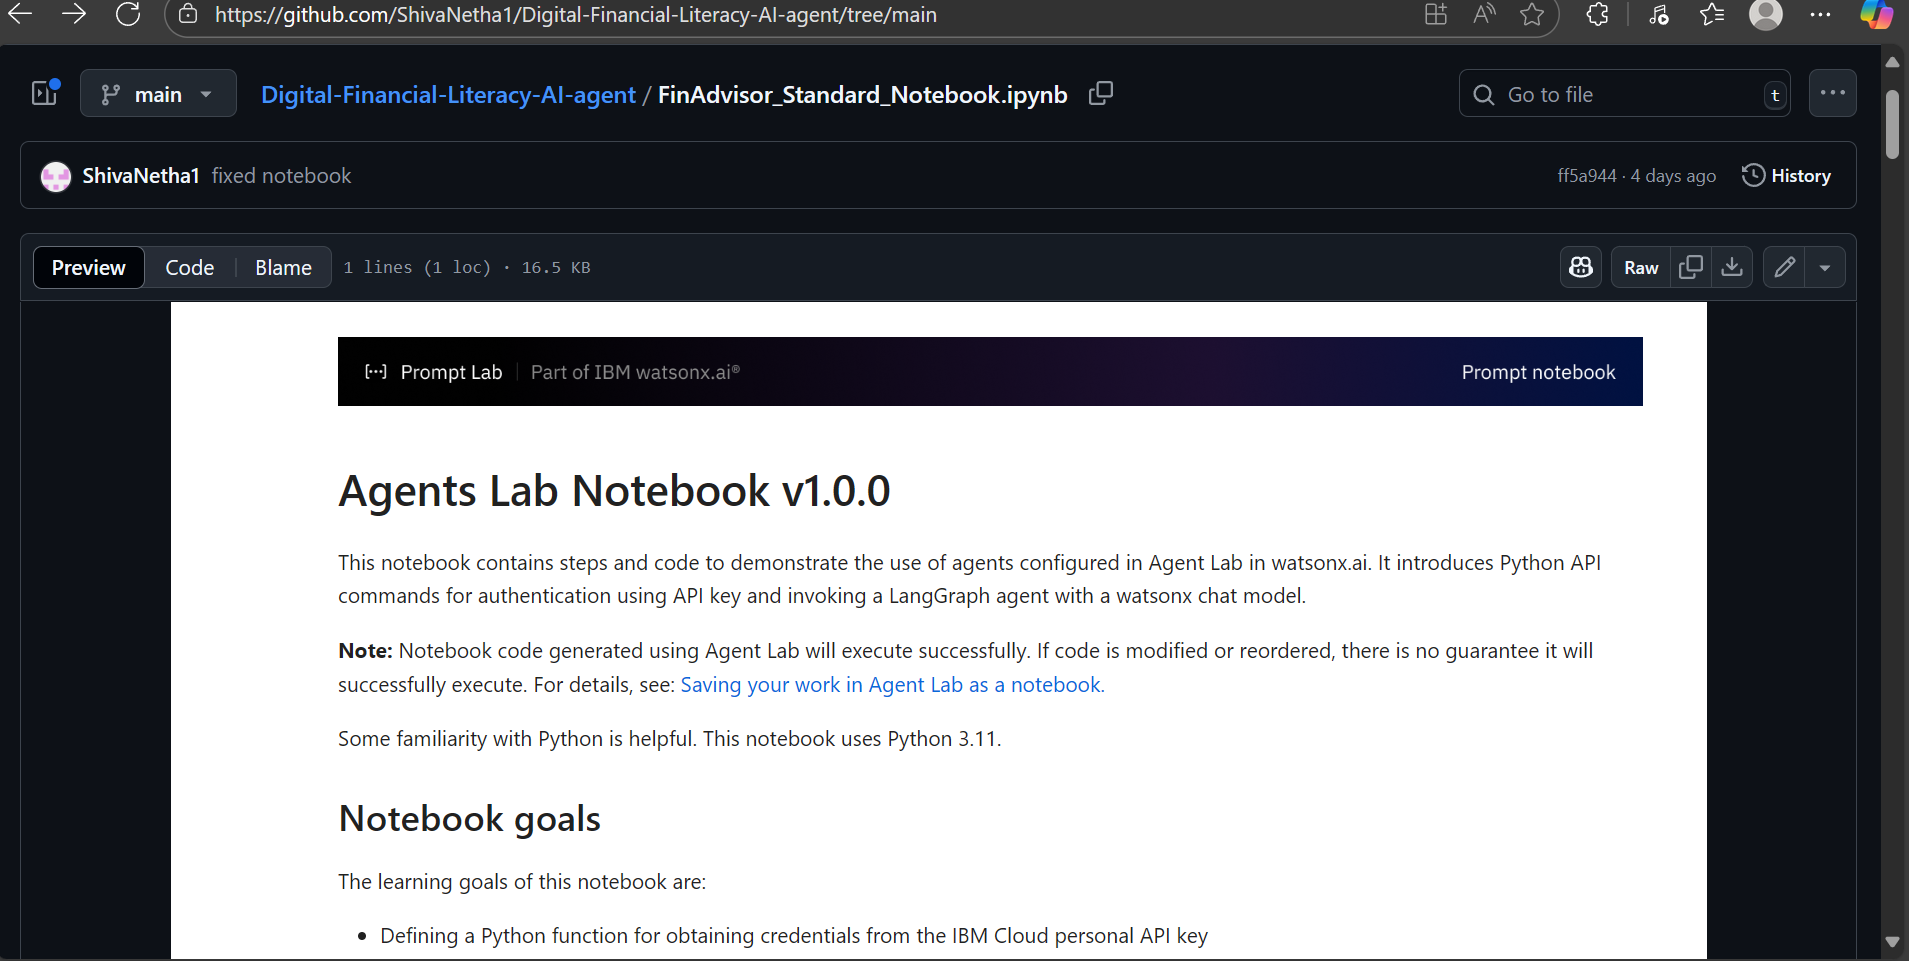 https://github.com/ShivaNetha1/Digital-Financial-Literacy-AI-agent/tree/main
main
Digital-Financial-Literacy-AI-agent / FinAdvisor_Standard_Notebook.ipynb
Go to file
t
ShivaNetha1 fixed notebook
ff5a944 · 4 days ago
History
Preview
Code
Blame
1 lines (1 loc) · 16.5 KB
Raw
Prompt Lab
Part of IBM watsonx.ai®
Prompt notebook
Agents Lab Notebook v1.0.0
This notebook contains steps and code to demonstrate the use of agents configured in Agent Lab in watsonx.ai. It introduces Python API
commands for authentication using API key and invoking a LangGraph agent with a watsonx chat model.
Note: Notebook code generated using Agent Lab will execute successfully. If code is modified or reordered, there is no guarantee it will
successfully execute. For details, see: Saving your work in Agent Lab as a notebook.
Some familiarity with Python is helpful. This notebook uses Python 3.11.
Notebook goals
The learning goals of this notebook are:
• Defining a Python function for obtaining credentials from the IBM Cloud personal API key